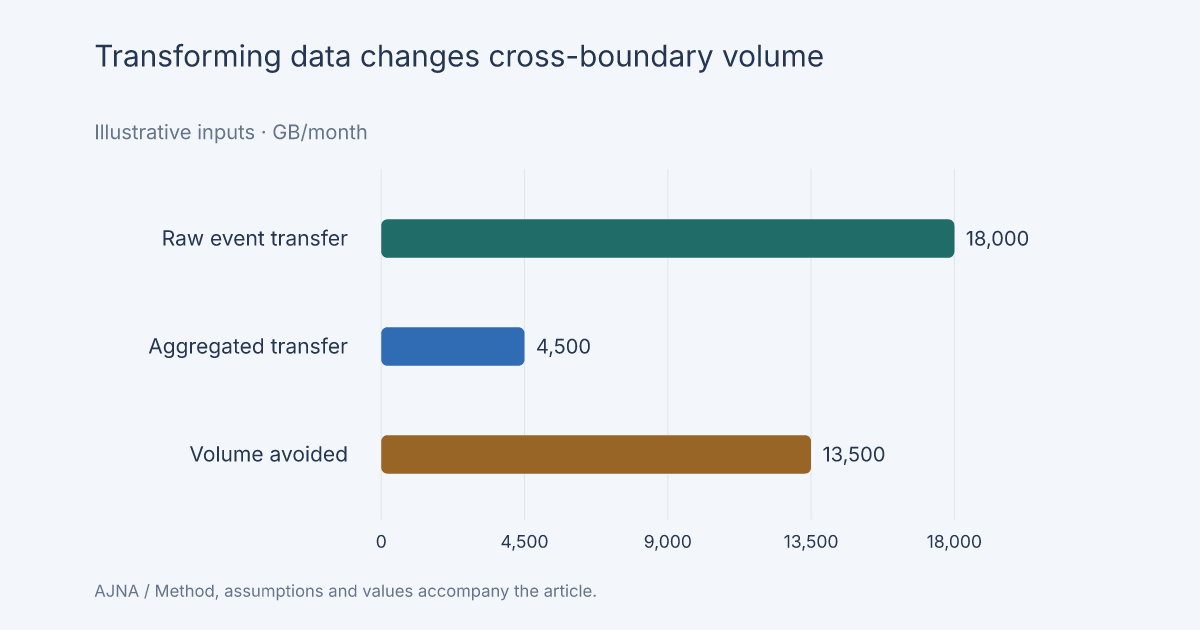 Transforming data changes cross-boundary volume
Illustrative inputs · GB/month
Raw event transfer 18,000
Aggregated transfer 4,500
Volume avoided 13,500
0 4,500 9,000 13,500 18,000
AJNA / Method, assumptions and values accompany the article.